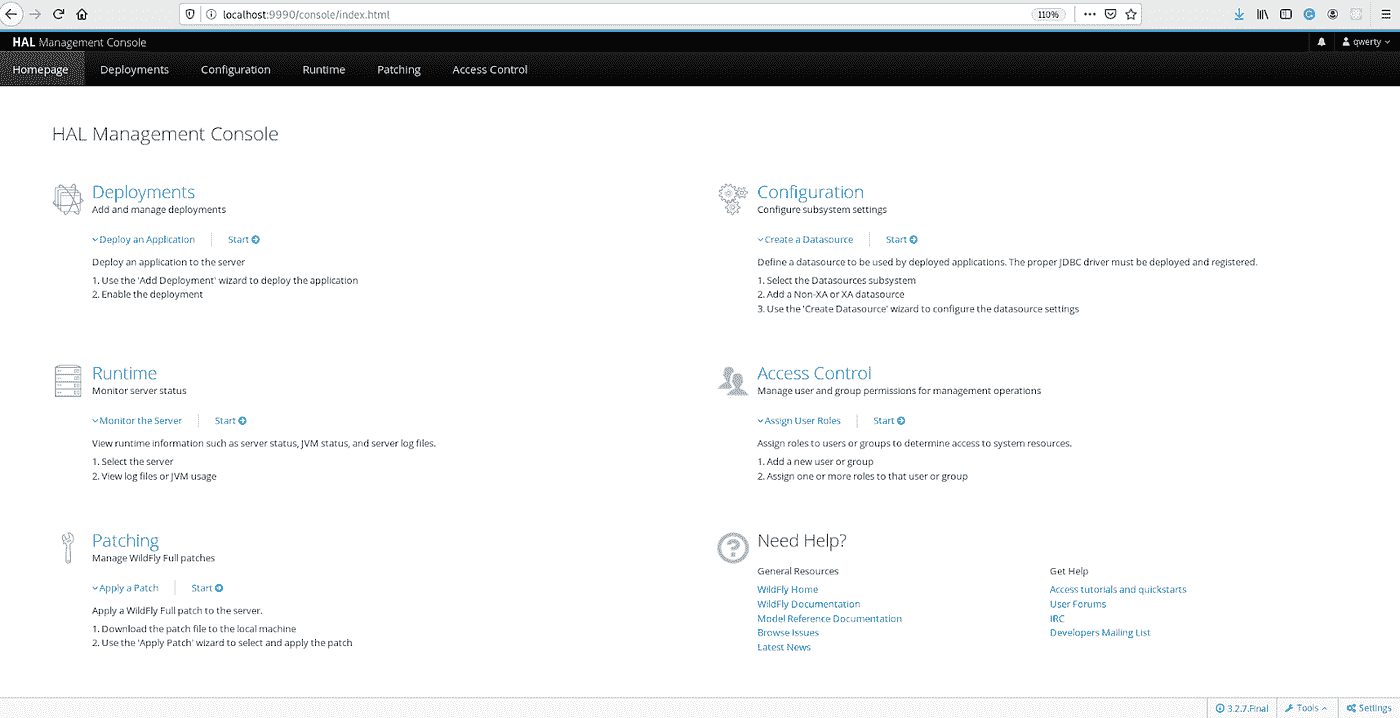 localhost:9990/console/index.html
110%
HAL Management Console
qwerty
Homepage
Deployments
Configuration
Runtime
Patching
Access Control
HAL Management Console
Deployments
Add and manage deployments
Deploy an Application
Start
Deploy an application to the server
1. Use the 'Add Deployment' wizard to deploy the application
2. Enable the deployment
Configuration
Configure subsystem settings
Create a Datasource
Start
Define a datasource to be used by deployed applications. The proper JDBC driver must be deployed and registered.
1. Select the Datasources subsystem
2. Add a Non-XA or XA datasource
3. Use the 'Create Datasource' wizard to configure the datasource settings
Runtime
Monitor server status
Monitor the Server
Start
View runtime information such as server status, JVM status, and server log files.
1. Select the server
2. View log files or JVM usage
Access Control
Manage user and group permissions for management operations
Assign User Roles
Start
Assign roles to users or groups to determine access to system resources.
1. Add a new user or group
2. Assign one or more roles to that user or group
Patching
Manage WildFly Full patches
Apply a Patch
Start
Apply a WildFly Full patch to the server.
1. Download the patch file to the local machine
2. Use the 'Apply Patch' wizard to select and apply the patch
Need Help?
General Resources
WildFly Home
WildFly Documentation
Model Reference Documentation
Browse Issues
Latest News
Get Help
Access tutorials and quickstarts
User Forums
IRC
Developers Mailing List
3.2.7.Final
Tools
Settings